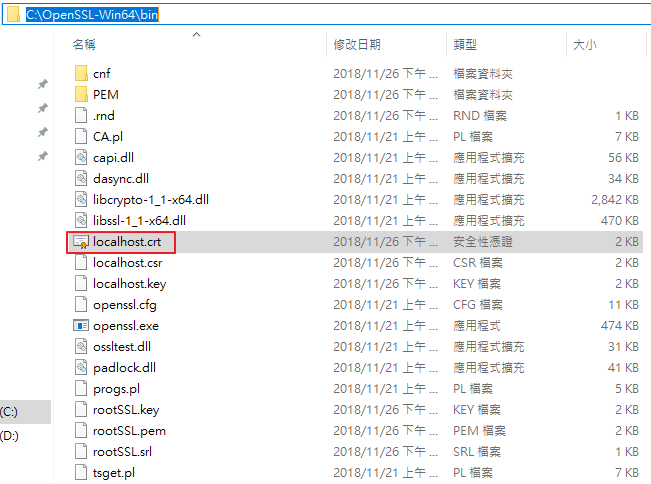 C:\OpenSSL-Win64\bin
名稱 修改日期 類型 大小
cnf 2018/11/26 下午 ... 檔案資料夾
PEM 2018/11/26 下午 ... 檔案資料夾
.rnd 2018/11/26 下午 ... RND 檔案 1 KB
CA.pl 2018/11/21 上午 ... PL 檔案 7 KB
capi.dll 2018/11/21 上午 ... 應用程式擴充 56 KB
dasync.dll 2018/11/21 上午 ... 應用程式擴充 34 KB
libcrypto-1_1-x64.dll 2018/11/21 上午 ... 應用程式擴充 2,842 KB
libssl-1_1-x64.dll 2018/11/21 上午 ... 應用程式擴充 470 KB
localhost.crt 2018/11/26 下午 ... 安全性憑證 2 KB
localhost.csr 2018/11/26 下午 ... CSR 檔案 2 KB
localhost.key 2018/11/26 下午 ... KEY 檔案 2 KB
openssl.cfg 2018/11/21 上午 ... CFG 檔案 11 KB
openssl.exe 2018/11/21 上午 ... 應用程式 474 KB
ossltest.dll 2018/11/21 上午 ... 應用程式擴充 31 KB
padlock.dll 2018/11/21 上午 ... 應用程式擴充 41 KB
progs.pl 2018/11/21 上午 ... PL 檔案 5 KB
(C:) rootSSL.key 2018/11/26 下午 ... KEY 檔案 2 KB
(D:) rootSSL.pem 2018/11/26 下午 ... PEM 檔案 2 KB
rootSSL.srl 2018/11/26 下午 ... SRL 檔案 1 KB
tsget.pl 2018/11/21 上午 ... PL 檔案 7 KB